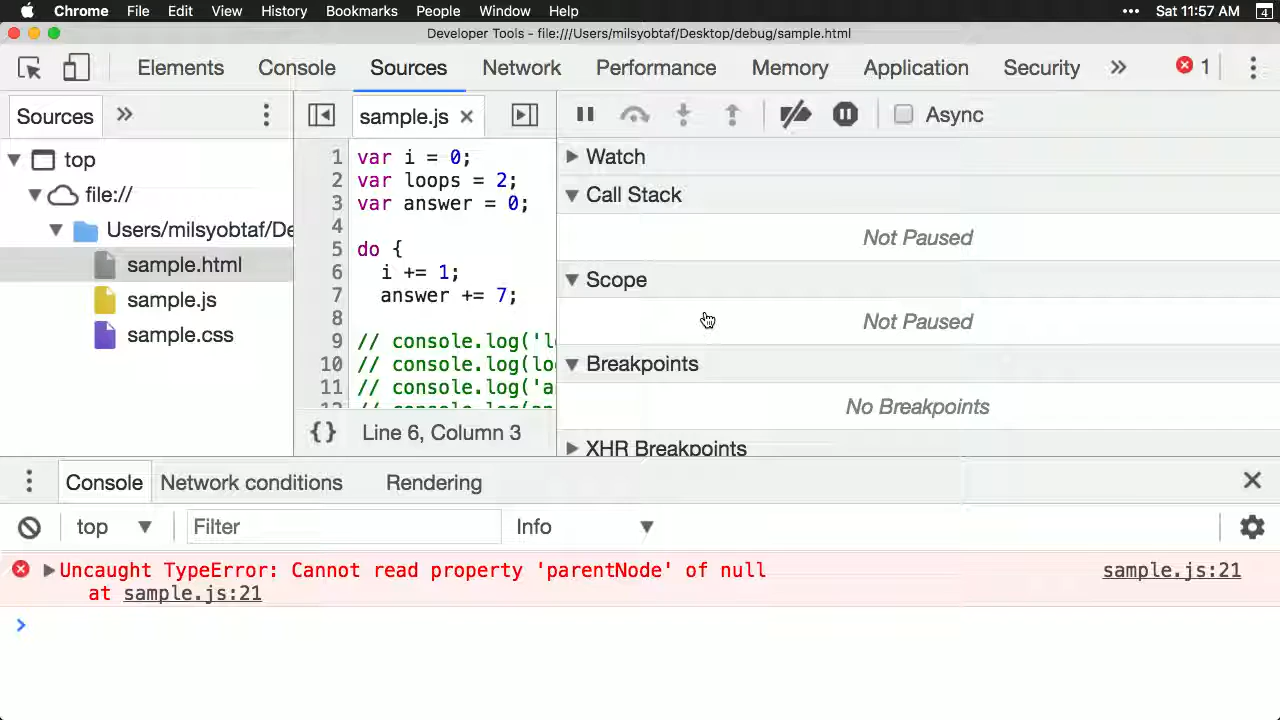 Chrome File Edit View History Bookmarks People Window Help ••• Sat 11:57 AM 4
Developer Tools - file:///Users/milsyobtaf/Desktop/debug/sample.html
Elements Console Sources Network Performance Memory Application Security » 1
Sources »
sample.js ×
Async
top
file://
Users/milsyobtaf/De
sample.html
sample.js
sample.css
1 var i = 0;
2 var loops = 2;
3 var answer = 0;
4
5 do {
6 i += 1;
7 answer += 7;
8
9 // console.log('l
10 // console.log(lo
11 // console.log('a
{} Line 6, Column 3
Watch
Call Stack
Not Paused
Scope
Not Paused
Breakpoints
No Breakpoints
XHR Breakpoints
Console Network conditions Rendering
top Filter Info
Uncaught TypeError: Cannot read property 'parentNode' of null sample.js:21
at sample.js:21